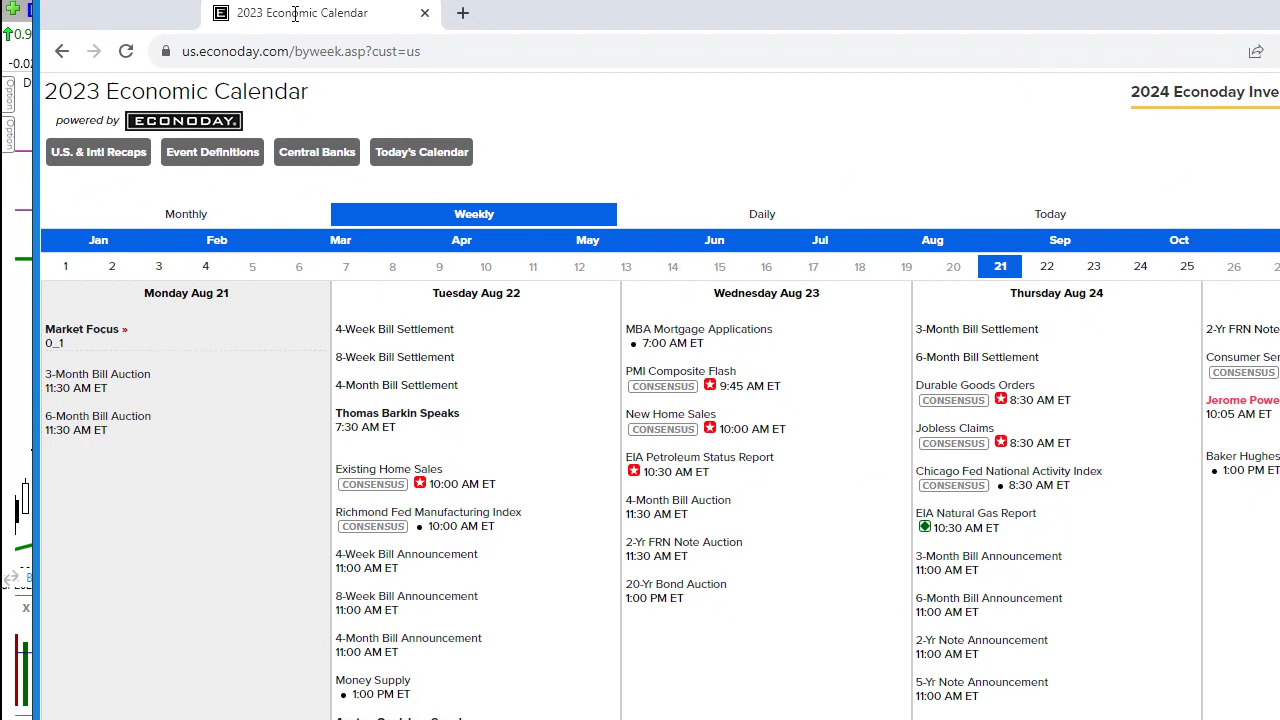 2023 Economic Calendar
0.9
us.econoday.com/byweek.asp?cust=us
-0.0
D
Option
Option
2023 Economic Calendar
2024 Econoday Inve
powered by ECONODAY.
U.S. & Intl Recaps Event Definitions Central Banks Today's Calendar
Monthly Weekly Daily Today
Jan Feb Mar Apr May Jun Jul Aug Sep Oct
1 2 3 4 5 6 7 8 9 10 11 12 13 14 15 16 17 18 19 20 21 22 23 24 25 26 2
Monday Aug 21
Market Focus »
0_1
3-Month Bill Auction
11:30 AM ET
6-Month Bill Auction
11:30 AM ET
Tuesday Aug 22
4-Week Bill Settlement
8-Week Bill Settlement
4-Month Bill Settlement
Thomas Barkin Speaks
7:30 AM ET
Existing Home Sales
CONSENSUS 10:00 AM ET
Richmond Fed Manufacturing Index
CONSENSUS • 10:00 AM ET
4-Week Bill Announcement
11:00 AM ET
8-Week Bill Announcement
11:00 AM ET
4-Month Bill Announcement
11:00 AM ET
Money Supply
• 1:00 PM ET
Wednesday Aug 23
MBA Mortgage Applications
• 7:00 AM ET
PMI Composite Flash
CONSENSUS 9:45 AM ET
New Home Sales
CONSENSUS 10:00 AM ET
EIA Petroleum Status Report
10:30 AM ET
4-Month Bill Auction
11:30 AM ET
2-Yr FRN Note Auction
11:30 AM ET
20-Yr Bond Auction
1:00 PM ET
Thursday Aug 24
3-Month Bill Settlement
6-Month Bill Settlement
Durable Goods Orders
CONSENSUS 8:30 AM ET
Jobless Claims
CONSENSUS 8:30 AM ET
Chicago Fed National Activity Index
CONSENSUS • 8:30 AM ET
EIA Natural Gas Report
10:30 AM ET
3-Month Bill Announcement
11:00 AM ET
6-Month Bill Announcement
11:00 AM ET
2-Yr Note Announcement
11:00 AM ET
5-Yr Note Announcement
11:00 AM ET
2-Yr FRN Note
Consumer Sen
CONSENSUS
Jerome Powe
10:05 AM ET
Baker Hughes
• 1:00 PM ET
X